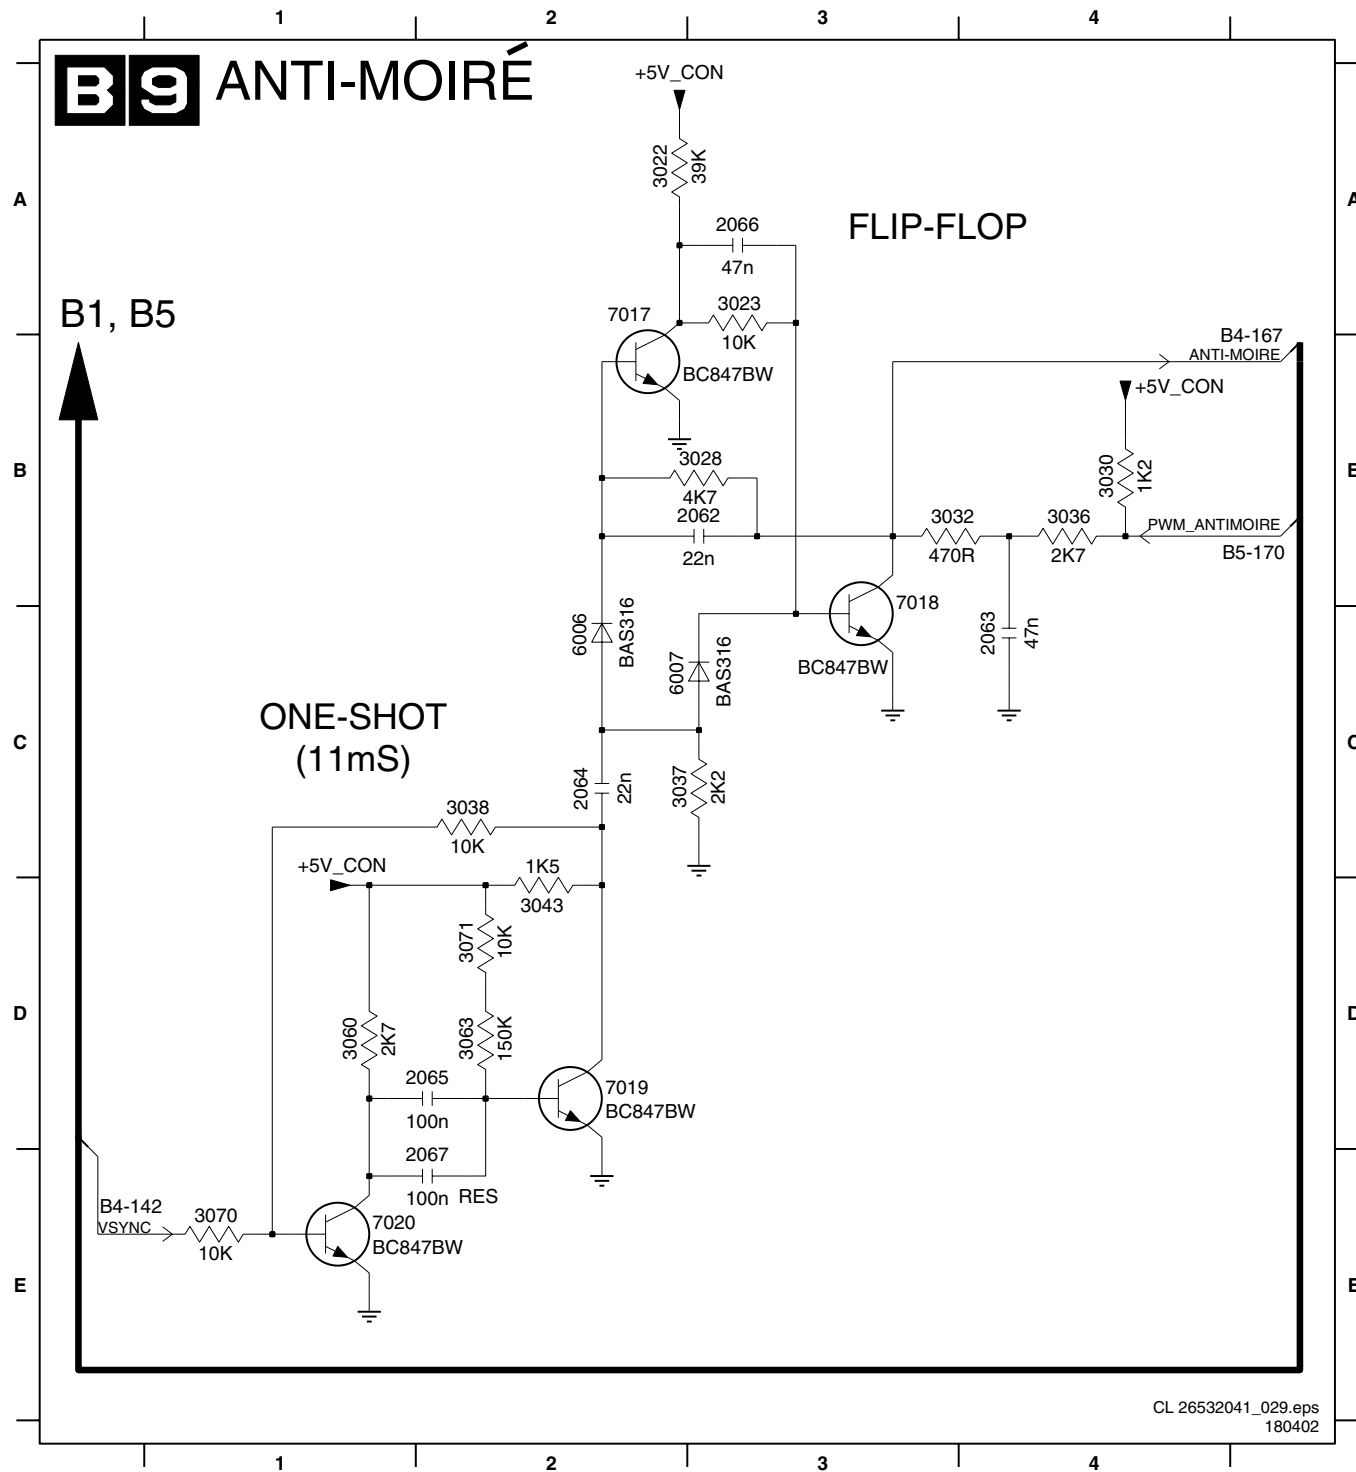 1 2 3 4
B9 ANTI-MOIRÉ
+5V_CON
3022
39K
A A
2066
47n
FLIP-FLOP
B1, B5
7017
3023
10K
BC847BW
B4-167
ANTI-MOIRE
+5V_CON
B
3028
4K7
3030
1K2
2062
22n
3032
470R
3036
2K7
PWM_ANTIMOIRE
B5-170
6006
BAS316
7018
BC847BW
6007
BAS316
2063
47n
ONE-SHOT
(11mS)
C
2064
22n
3037
2K2
3038
10K
+5V_CON
1K5
3043
3071
10K
D
3060
2K7
3063
150K
2065
100n
7019
BC847BW
2067
100n RES
B4-142
VSYNC
3070
10K
7020
BC847BW
E
CL 26532041_029.eps
180402
1 2 3 4